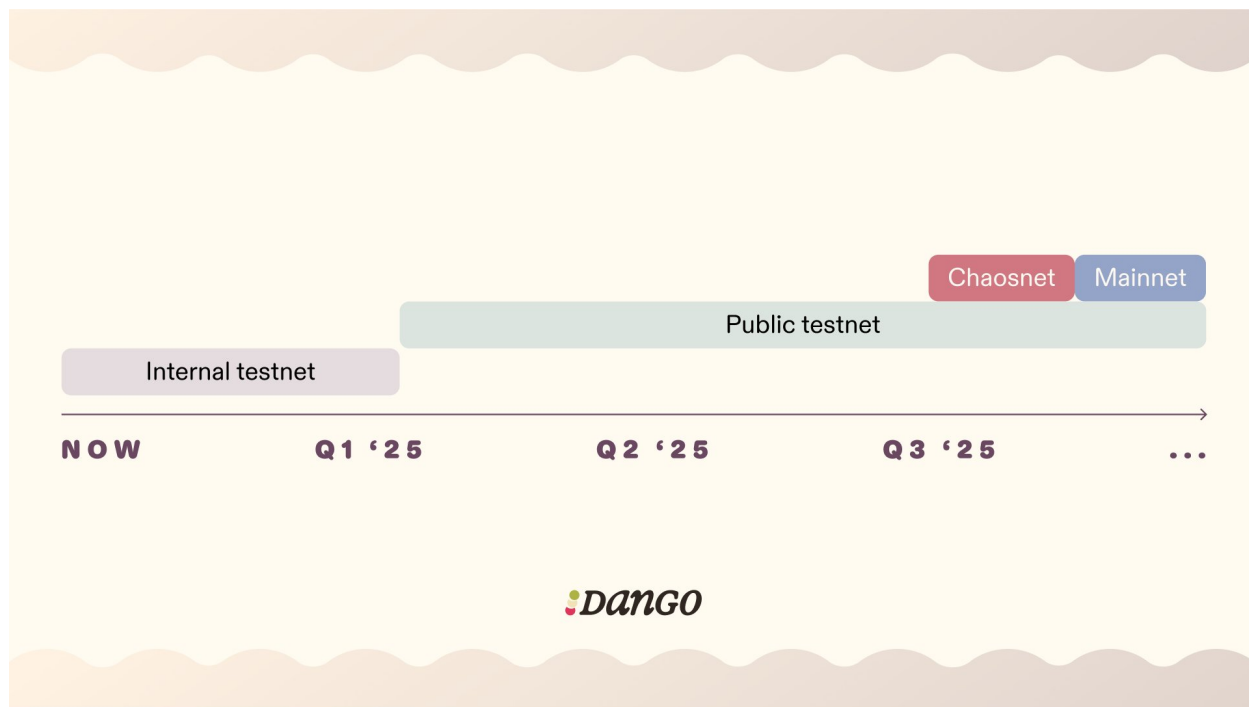 Chaosnet Mainnet
Public testnet
Internal testnet
NOW Q1 ‘25 Q2 ‘25 Q3 ‘25 ...
DANGO